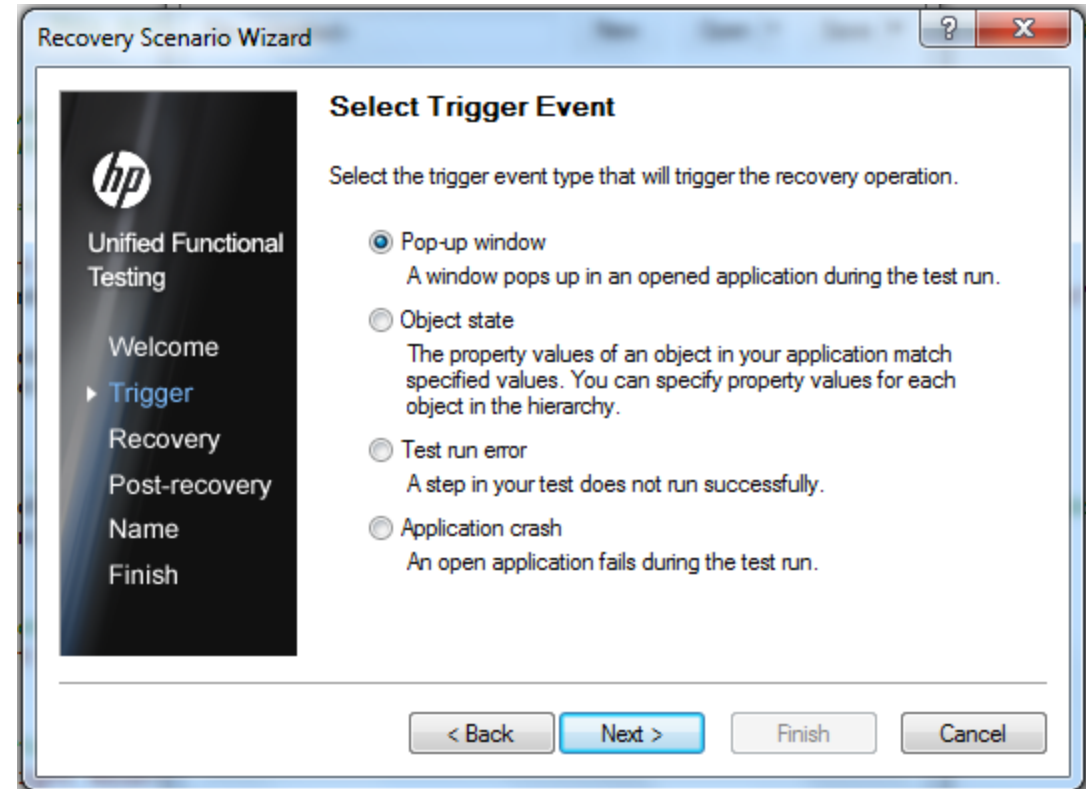 Recovery Scenario Wizard
?
X
Select Trigger Event
hp
Select the trigger event type that will trigger the recovery operation.
Unified Functional
Testing
Welcome
Trigger
Recovery
Post-recovery
Name
Finish
Pop-up window
A window pops up in an opened application during the test run.
Object state
The property values of an object in your application match
specified values. You can specify property values for each
object in the hierarchy.
Test run error
A step in your test does not run successfully.
Application crash
An open application fails during the test run.
< Back
Next >
Finish
Cancel